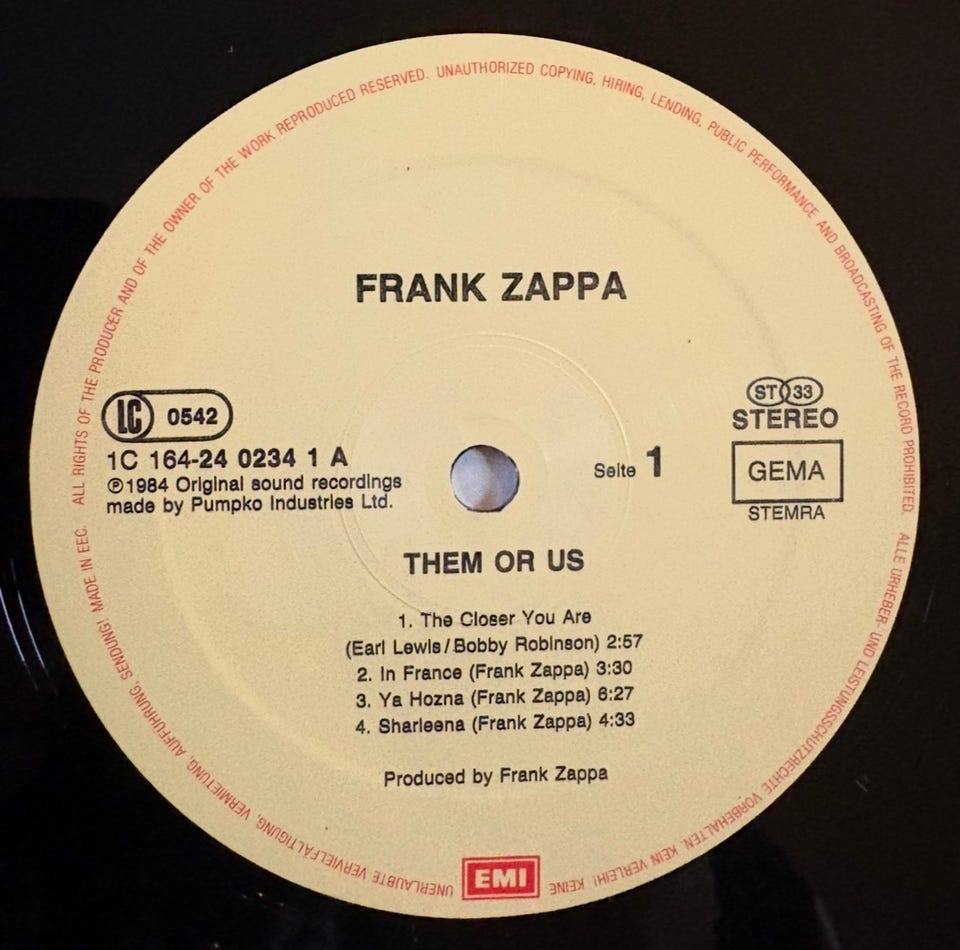 ALL RIGHTS OF THE PRODUCER AND OF THE OWNER OF THE WORK REPRODUCED RESERVED. UNAUTHORIZED COPYING, HIRING, LENDING, PUBLIC PERFORMANCE AND BROADCASTING OF THE RECORD PROHIBITED.
FRANK ZAPPA
LC 0542
1C 164-24 0234 1 A
℗1984 Original sound recordings
made by Pumpko Industries Ltd.
Seite 1
ST 33
STEREO
GEMA
STEMRA
THEM OR US
1. The Closer You Are
(Earl Lewis/Bobby Robinson) 2:57
2. In France (Frank Zappa) 3:30
3. Ya Hozna (Frank Zappa) 6:27
4. Sharleena (Frank Zappa) 4:33
Produced by Frank Zappa
EMI
ALLE URHEBER- UND LEISTUNGSSCHUTZRECHTE VORBEHALTEN. KEIN VERLEIH! KEINE UNERLAUBTE VERVIELFÄLTIGUNG, VERMIETUNG, AUFFÜHRUNG, SENDUNG! MADE IN EEC.